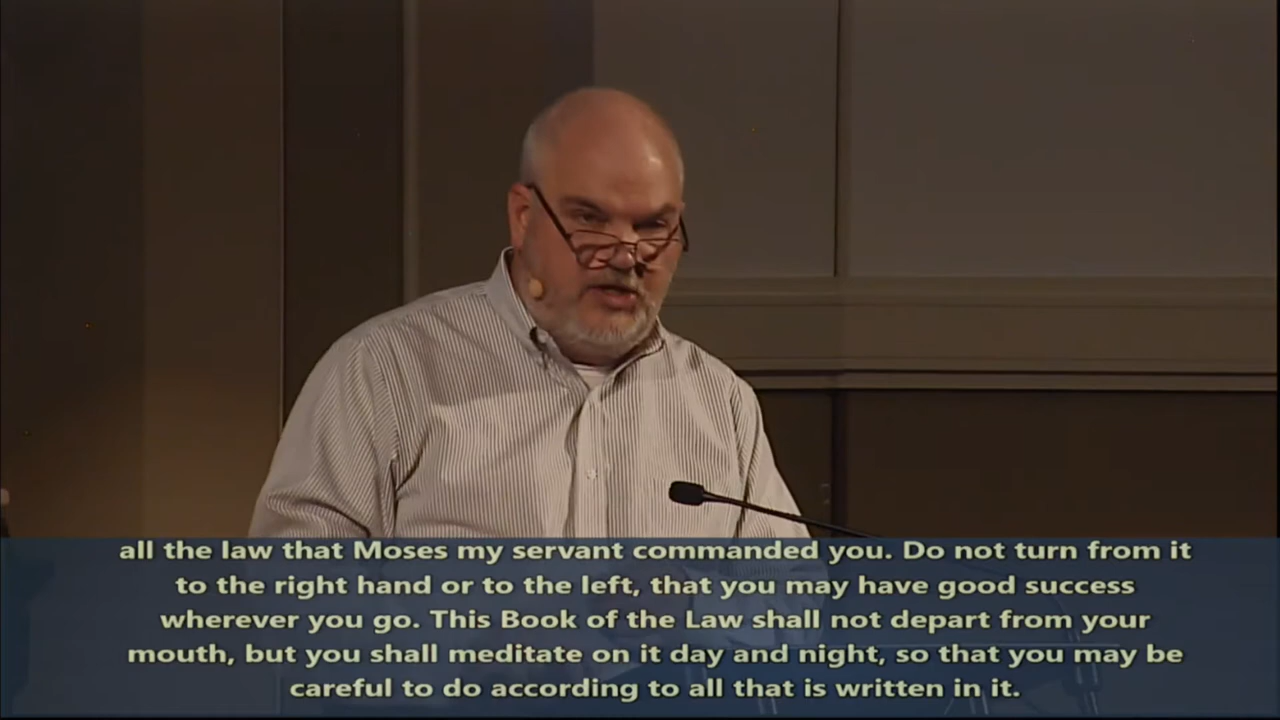 all the law that Moses my servant commanded you. Do not turn from it
to the right hand or to the left, that you may have good success
wherever you go. This Book of the Law shall not depart from your
mouth, but you shall meditate on it day and night, so that you may be
careful to do according to all that is written in it.